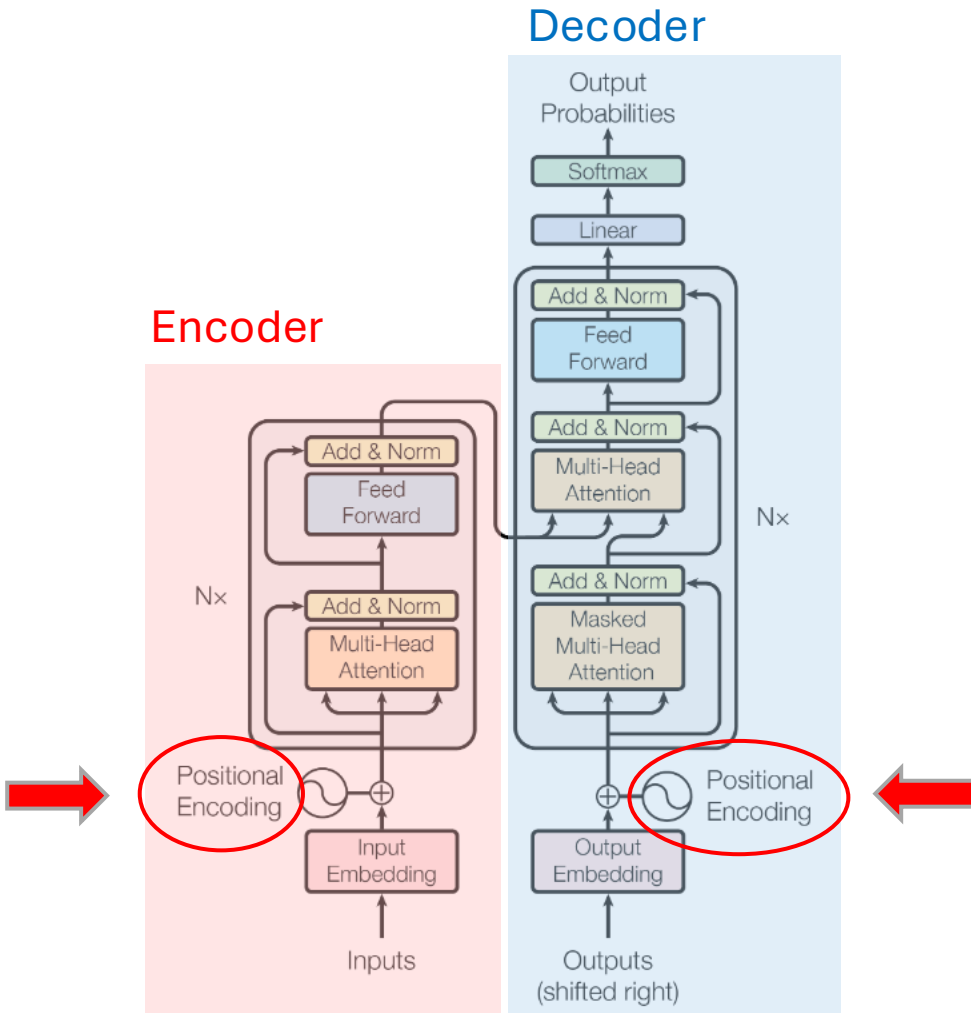 Decoder
Output
Probabilities
Softmax
Linear
Add & Norm
Feed
Forward
Add & Norm
Multi-Head
Attention
Nx
Add & Norm
Masked
Multi-Head
Attention
Positional
Encoding
Output
Embedding
Outputs
(shifted right)
Encoder
Add & Norm
Feed
Forward
Nx
Add & Norm
Multi-Head
Attention
Positional
Encoding
Input
Embedding
Inputs